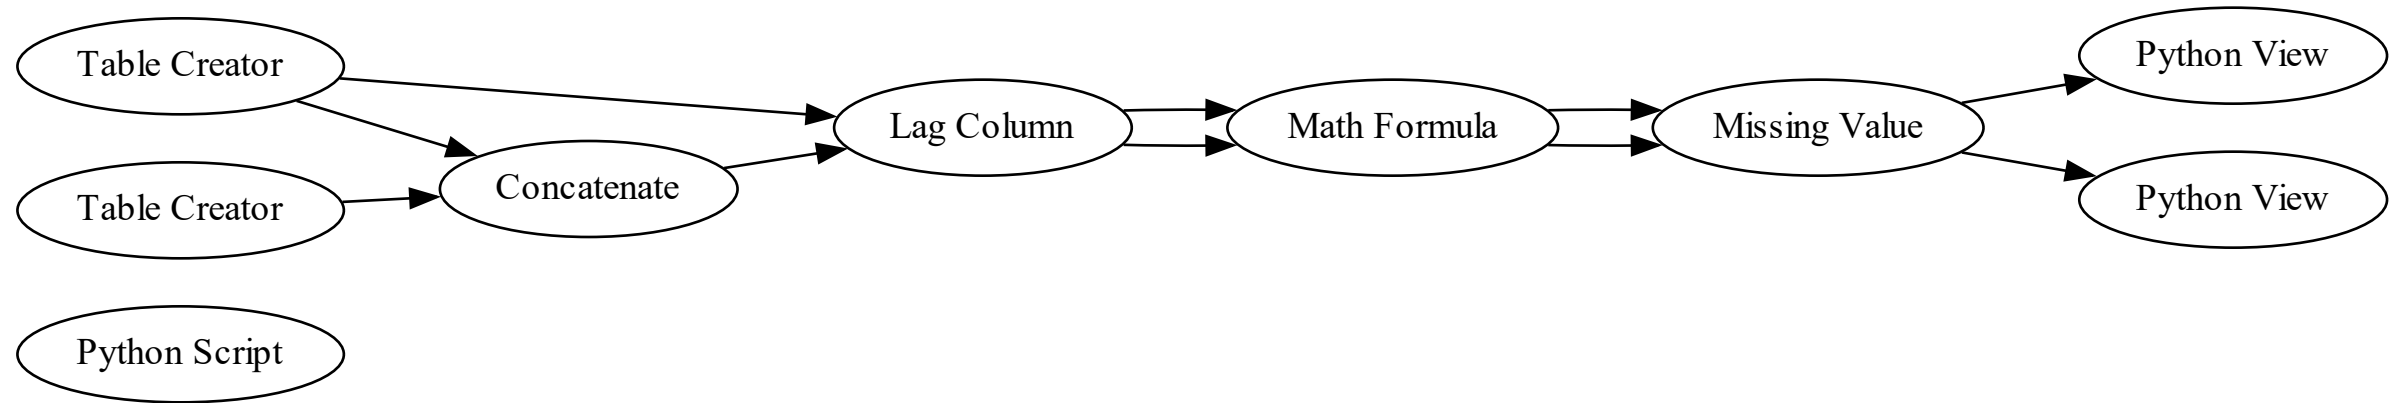 Table Creator
Table Creator
Python Script
Concatenate
Lag Column
Math Formula
Missing Value
Python View
Python View